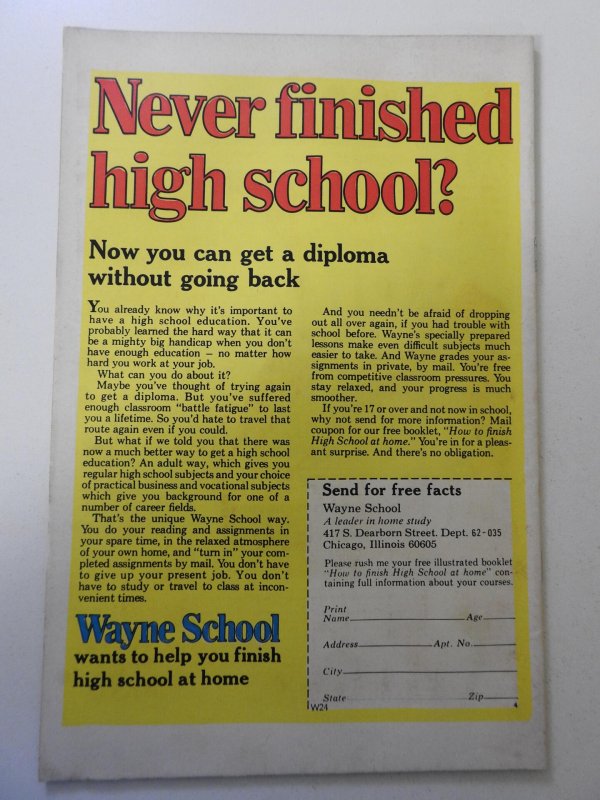 Never finished
high school?
Now you can get a diploma
without going back
You already know why it's important to
have a high school education. You've
probably learned the hard way that it can
be a mighty big handicap when you don't
have enough education – no matter how
hard you work at your job.
What can you do about it?
Maybe you've thought of trying again
to get a diploma. But you've suffered
enough classroom "battle fatigue" to last
you a lifetime. So you'd hate to travel that
route again even if you could.
But what if we told you that there was
now a much better way to get a high school
education? An adult way, which gives you
regular high school subjects and your choice
of practical business and vocational subjects
which give you background for one of a
number of career fields.
That's the unique Wayne School way.
You do your reading and assignments in
your spare time, in the relaxed atmosphere
of your own home, and "turn in" your com-
pleted assignments by mail. You don't have
to give up your present job. You don't
have to study or travel to class at incon-
venient times.
Wayne School
wants to help you finish
high school at home
And you needn't be afraid of dropping
out all over again, if you had trouble with
school before. Wayne's specially prepared
lessons make even difficult subjects much
easier to take. And Wayne grades your as-
signments in private, by mail. You're free
from competitive classroom pressures. You
stay relaxed, and your progress is much
smoother.
If you're 17 or over and not now in school,
why not send for more information? Mail
coupon for our free booklet, "How to finish
High School at home." You're in for a pleas-
ant surprise. And there's no obligation.
Send for free facts
Wayne School
A leader in home study
417 S. Dearborn Street. Dept. 62-035
Chicago, Illinois 60605
Please rush me your free illustrated booklet
"How to finish High School at home" con-
taining full information about your courses.
Print
Name Age
Address Apt. No.
City
State Zip
W24 4